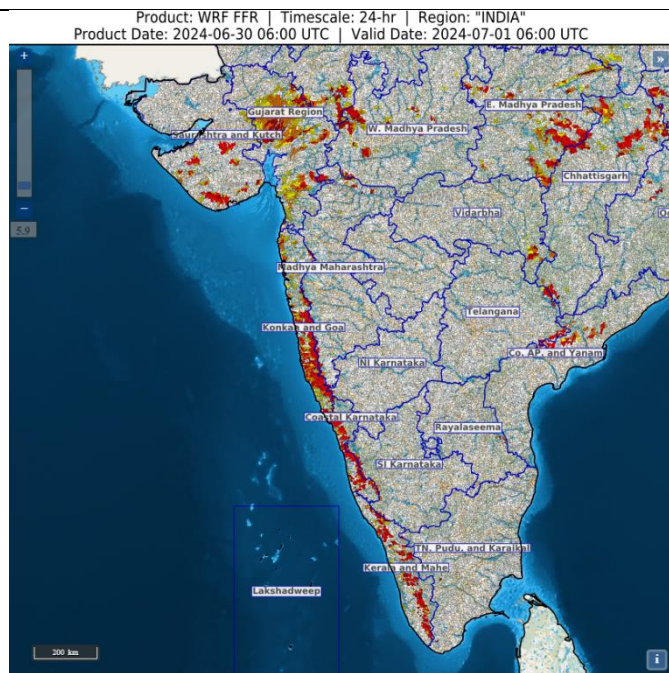 Product: WRF FFR | Timescale: 24-hr | Region: "INDIA"
Product Date: 2024-06-30 06:00 UTC | Valid Date: 2024-07-01 06:00 UTC
+
»
Gujarat Region
E. Madhya Pradesh
Saurashtra and Kutch
W. Madhya Pradesh
Chhattisgarh
−
Vidarbha
5.9
Madhya Maharashtra
Telangana
Konkan and Goa
Co. AP. and Yanam
NI Karnataka
Coastal Karnataka
Rayalaseema
SI Karnataka
TN. Pudu. and Karaikal
Kerala and Mahe
Lakshadweep
200 km
i